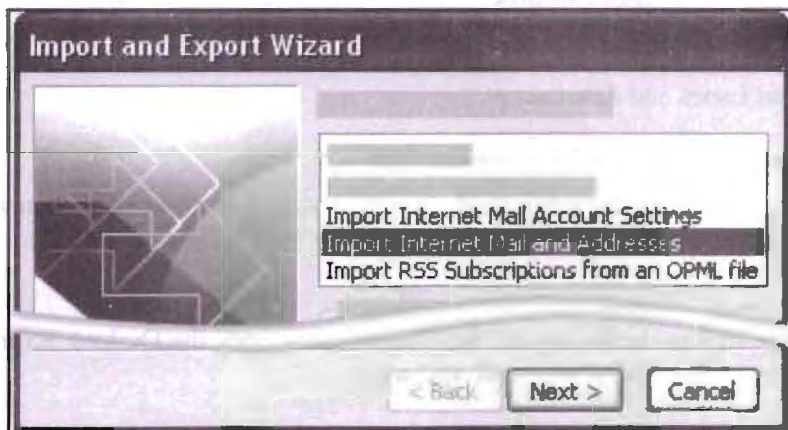 Import and Export Wizard
Import Internet Mail Account Settings
Import Internet Mail and Addresses
Import RSS Subscriptions from an OPML file
< Back
Next >
Cancel